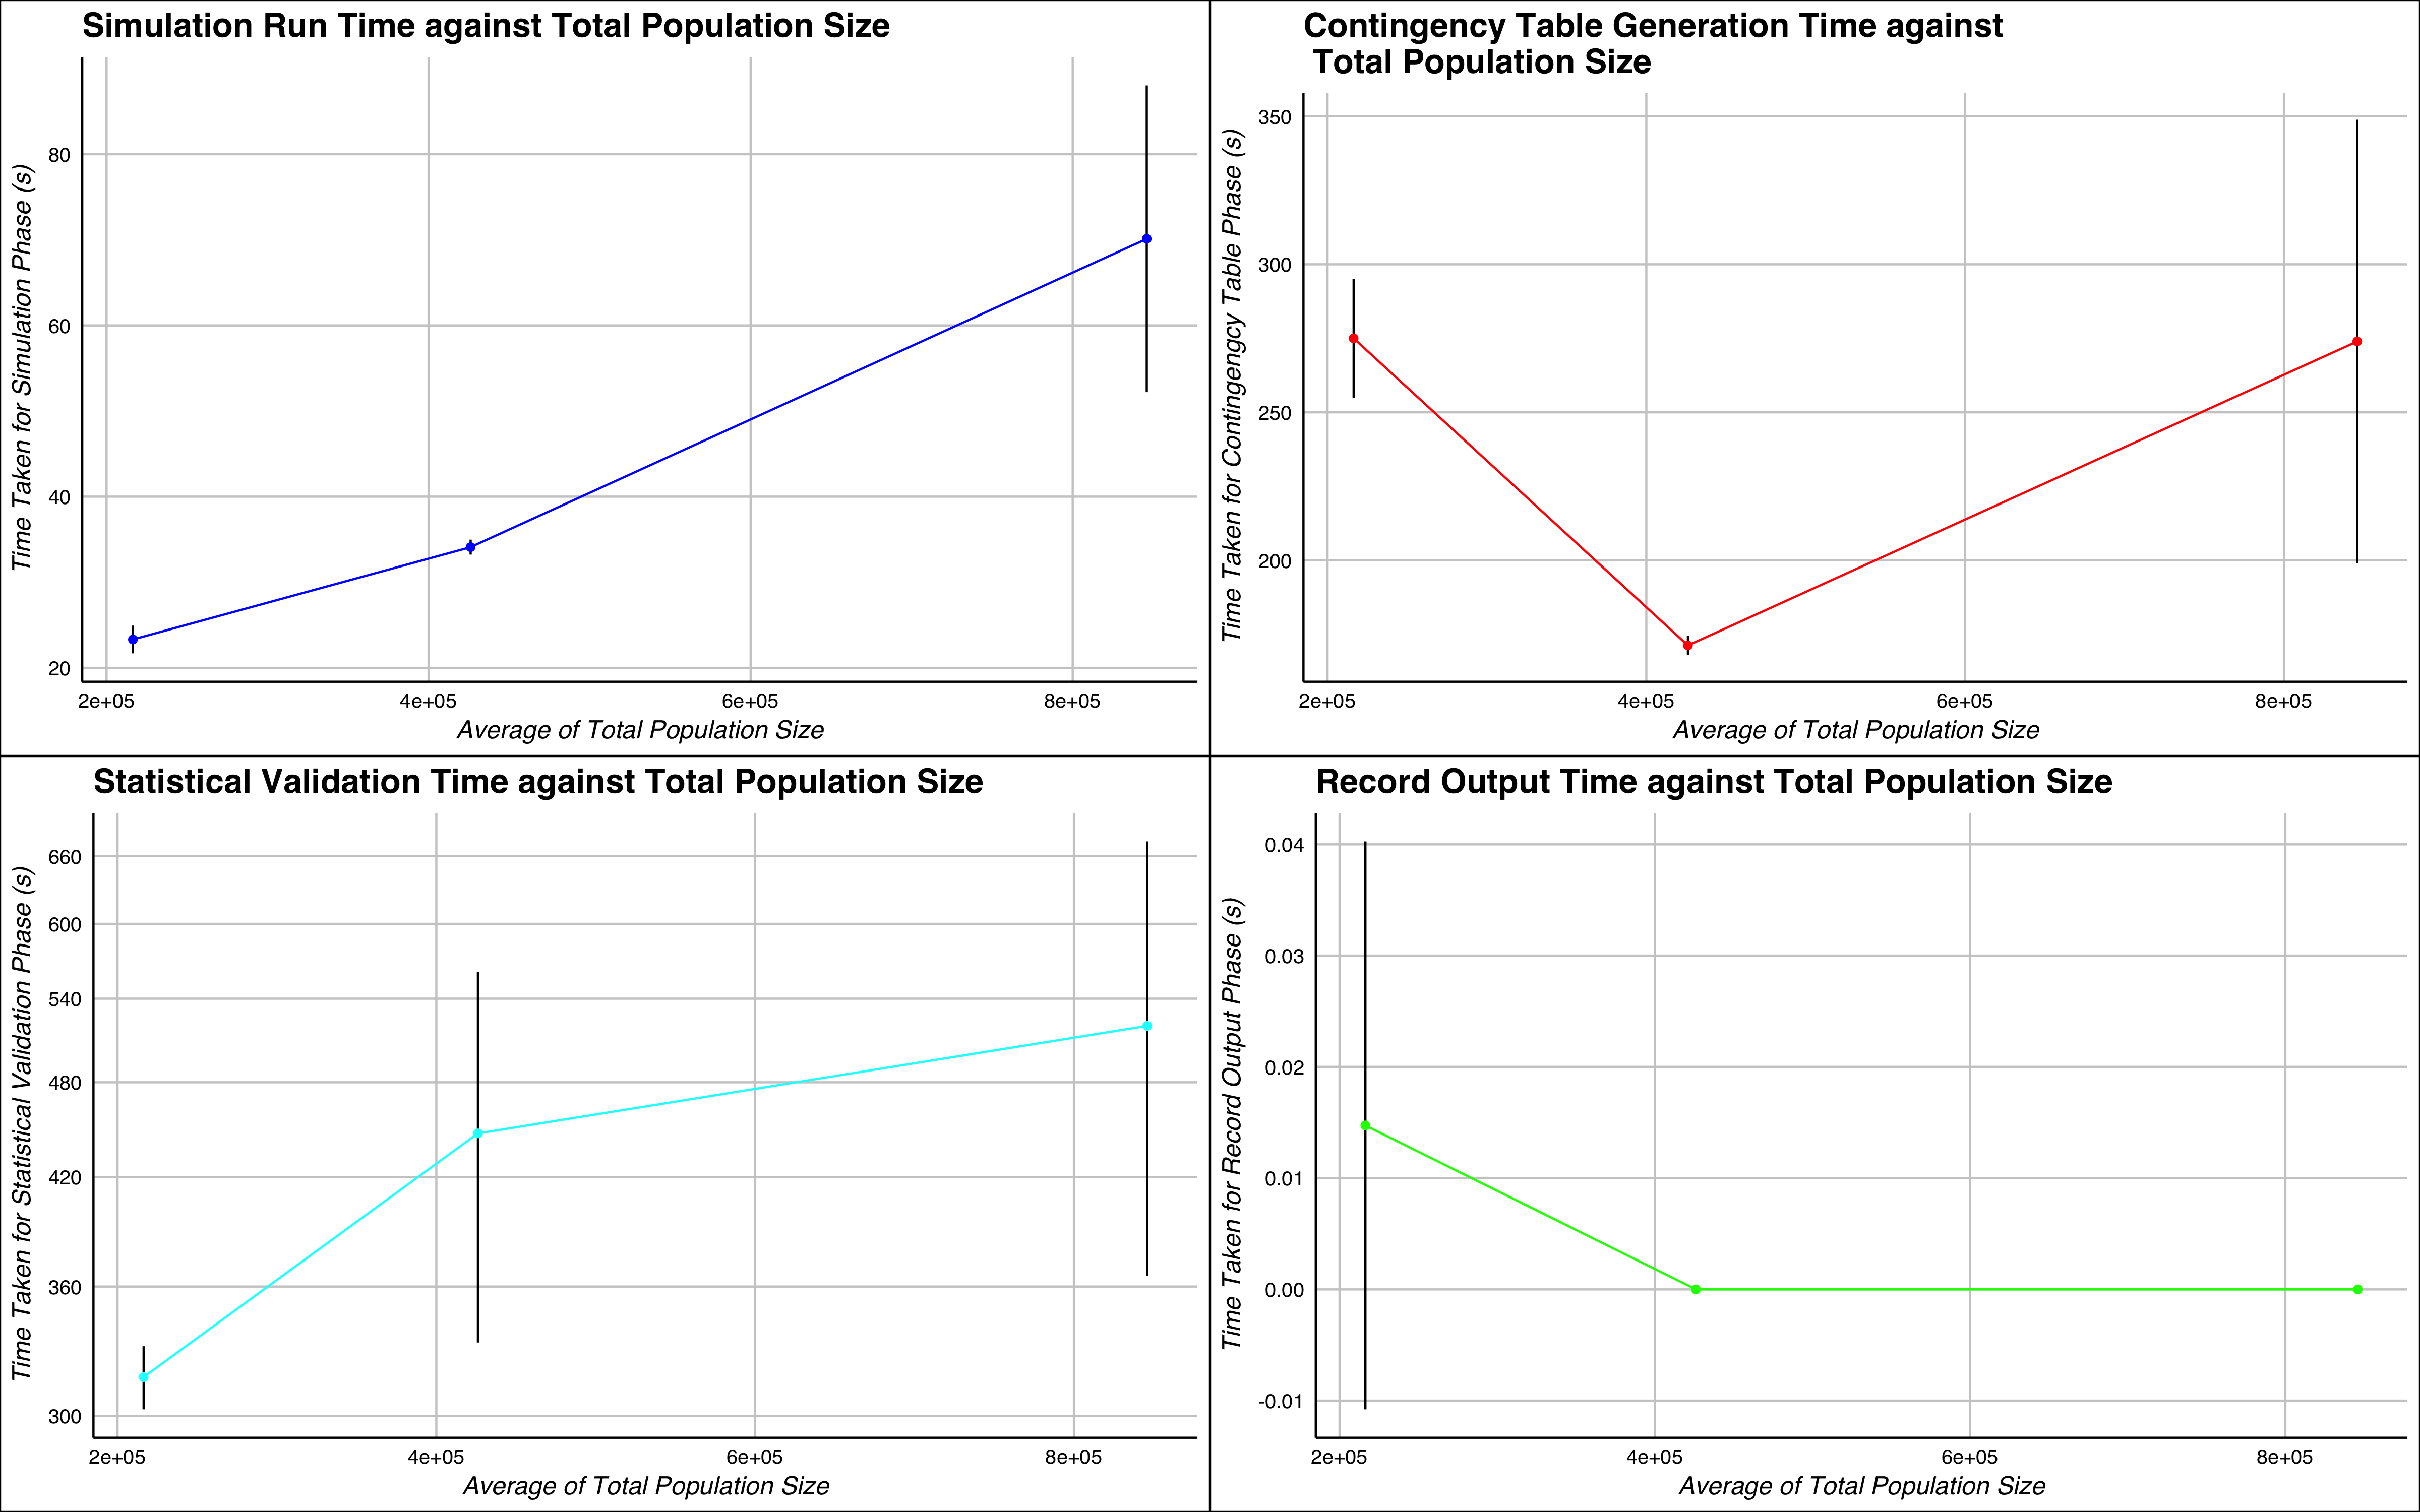 Simulation Run Time against Total Population Size
Time Taken for Simulation Phase (s)
80
60
40
20
2e+05 4e+05 6e+05 8e+05
Average of Total Population Size
Contingency Table Generation Time against
Total Population Size
Time Taken for Contingengcy Table Phase (s)
350
300
250
200
2e+05 4e+05 6e+05 8e+05
Average of Total Population Size
Statistical Validation Time against Total Population Size
Time Taken for Statistical Validation Phase (s)
660
600
540
480
420
360
300
2e+05 4e+05 6e+05 8e+05
Average of Total Population Size
Record Output Time against Total Population Size
Time Taken for Record Output Phase (s)
0.04
0.03
0.02
0.01
0.00
-0.01
2e+05 4e+05 6e+05 8e+05
Average of Total Population Size